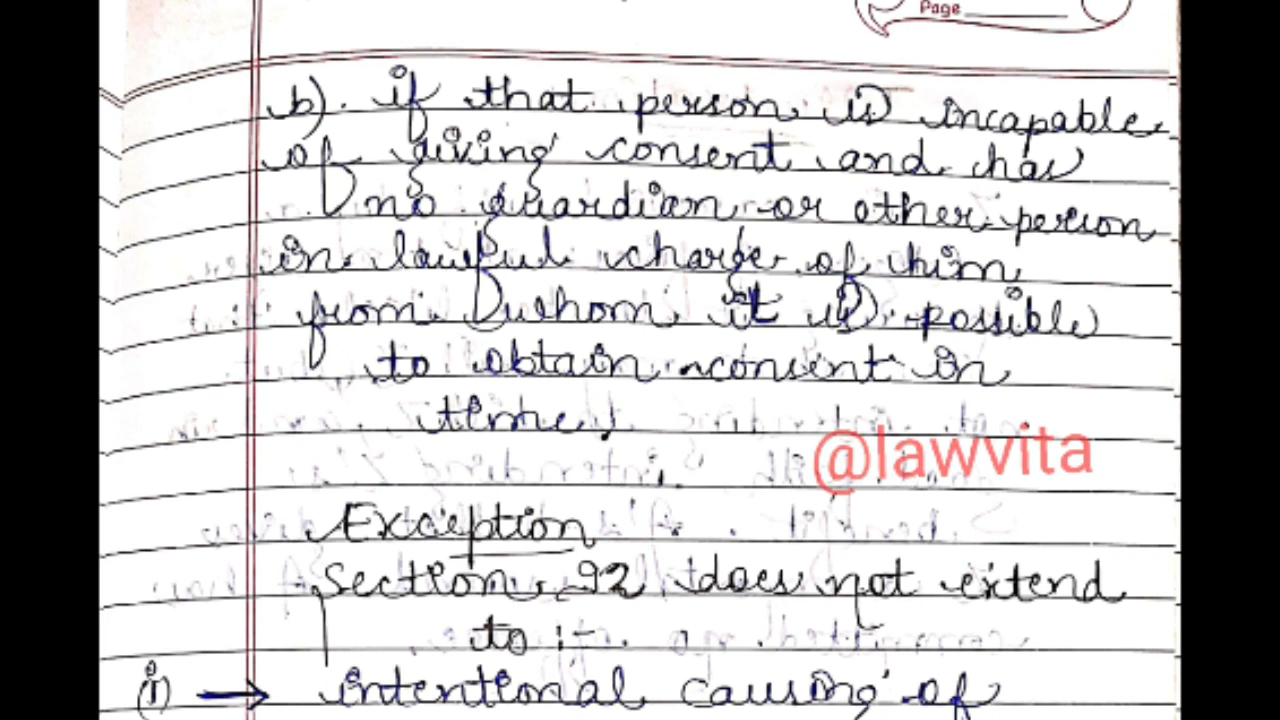 Page
b). if that person is incapable
of giving consent and has
no guardian or other person
in lawful charge of him
from whom it is possible
to obtain consent in
time.
@lawvita
Exception
Section 92 does not extend
to :-
(i) → intentional causing of